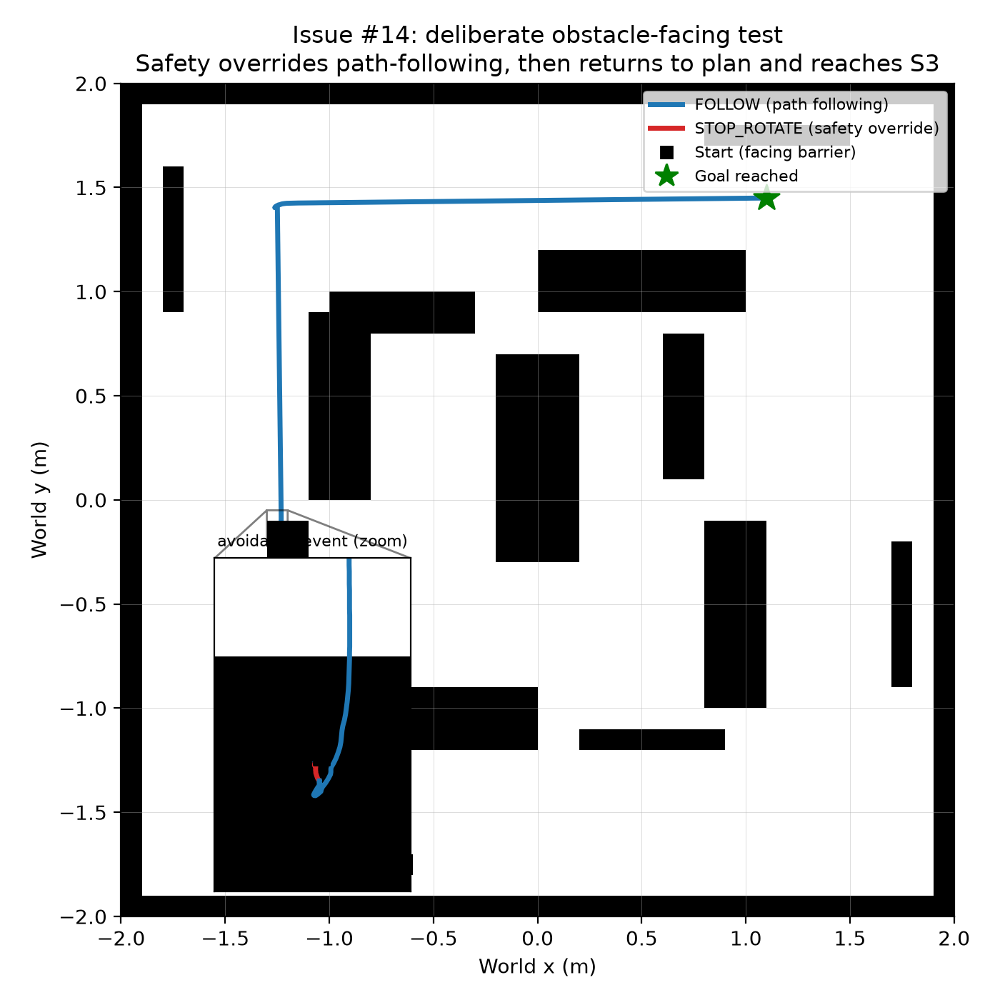 Issue #14: deliberate obstacle-facing test
Safety overrides path-following, then returns to plan and reaches S3
FOLLOW (path following)
STOP_ROTATE (safety override)
Start (facing barrier)
Goal reached
2.0
1.5
1.0
0.5
0.0
−0.5
−1.0
−1.5
−2.0
World y (m)
event (zoom)
−2.0
−1.5
−1.0
−0.5
0.0
0.5
1.0
1.5
2.0
World x (m)